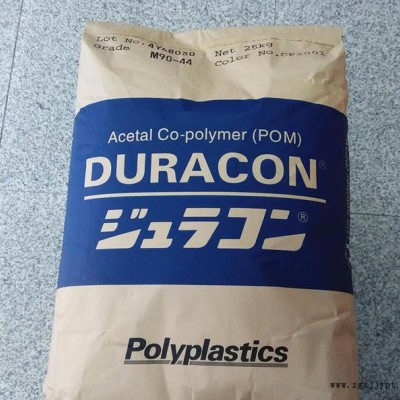 Lot No. Net 25kg
Grade M90-44 Color No.
Acetal Co-polymer (POM)
DURACON®
ジュラコン®
Polyplastics